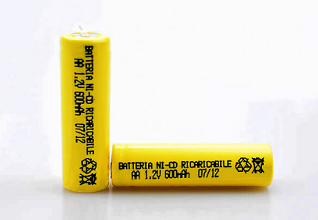 BATTERIA NI-CD RICARICABILE
AA 1.2V 600mAh 07/12
BATTERIA NI-CD RICARICABILE
AA 1.2V 600mAh 07/12